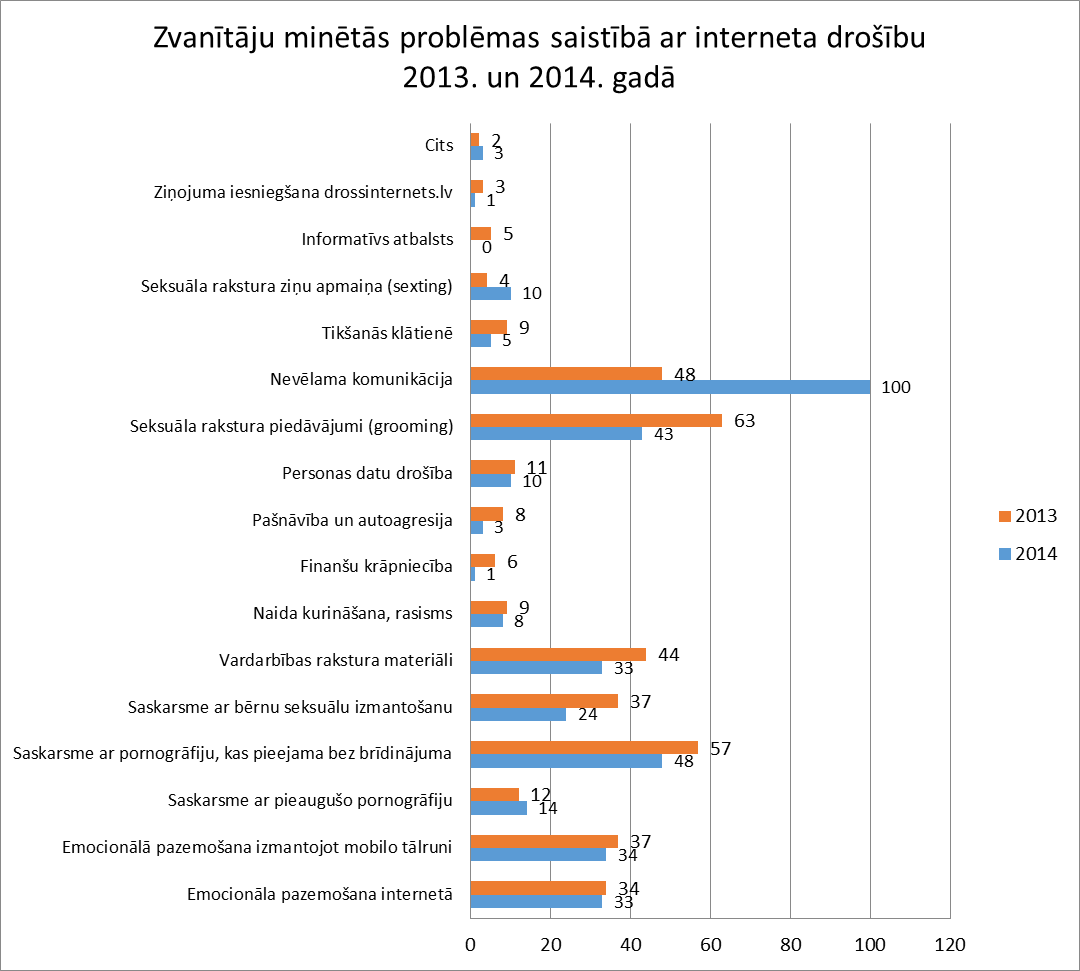 Zvanītāju minētās problēmas saistībā ar interneta drošību
2013. un 2014. gadā
Cits
2
3
Ziņojuma iesniegšana drossinternets.lv
3
1
Informatīvs atbalsts
5
0
Seksuāla rakstura ziņu apmaiņa (sexting)
4
10
Tikšanās klātienē
9
5
Nevēlama komunikācija
48
100
Seksuāla rakstura piedāvājumi (grooming)
63
43
Personas datu drošība
11
10
Pašnāvība un autoagresija
8
3
Finanšu krāpniecība
6
1
Naida kurināšana, rasisms
9
8
Vardarbības rakstura materiāli
44
33
Saskarsme ar bērnu seksuālu izmantošanu
37
24
Saskarsme ar pornogrāfiju, kas pieejama bez brīdinājuma
57
48
Saskarsme ar pieaugušo pornogrāfiju
12
14
Emocionālā pazemošana izmantojot mobilo tālruni
37
34
Emocionāla pazemošana internetā
34
33
0 20 40 60 80 100 120
2013
2014